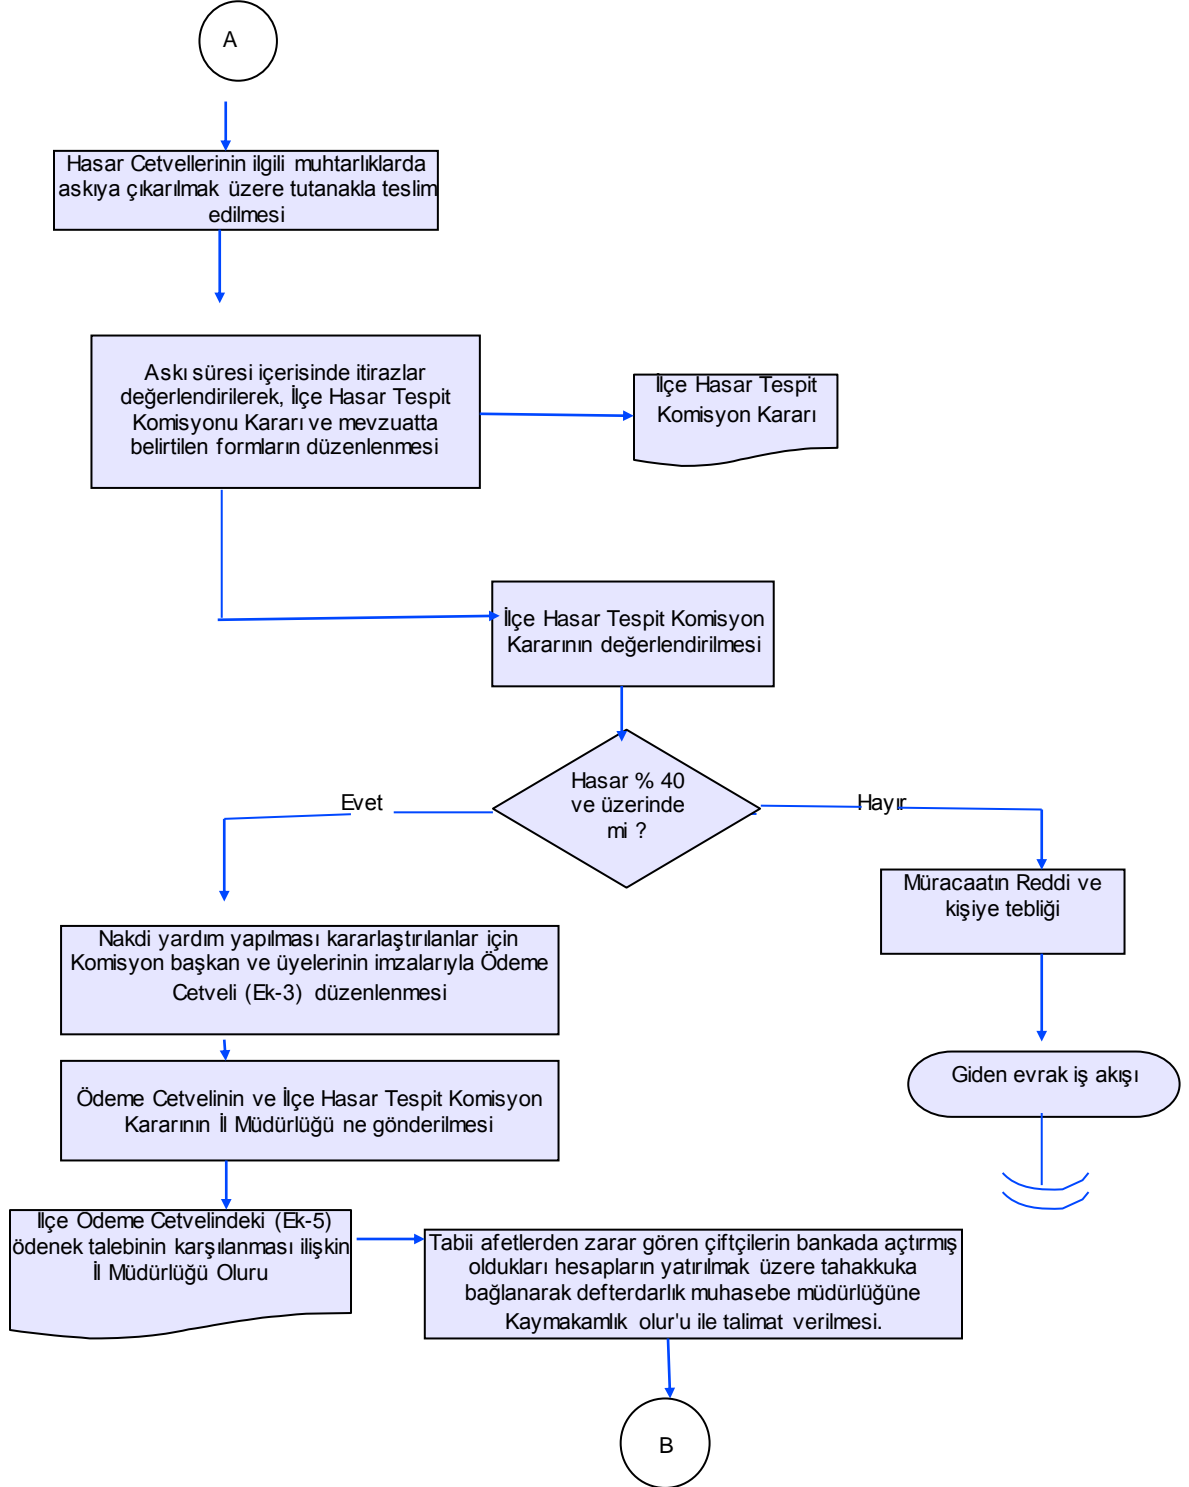 A
Hasar Cetvellerinin ilgili muhtarlıklarda
askıya çıkarılmak üzere tutanakla teslim
edilmesi
Askı süresi içerisinde itirazlar
değerlendirilerek, İlçe Hasar Tespit
Komisyonu Kararı ve mevzuatta
belirtilen formların düzenlenmesi
İlçe Hasar Tespit
Komisyon Kararı
İlçe Hasar Tespit Komisyon
Kararının değerlendirilmesi
Hasar % 40
ve üzerinde
mi ?
Evet
Hayır
Müracaatın Reddi ve
kişiye tebliği
Nakdi yardım yapılması kararlaştırılanlar için
Komisyon başkan ve üyelerinin imzalarıyla Ödeme
Cetveli (Ek-3) düzenlenmesi
Giden evrak iş akışı
Ödeme Cetvelinin ve İlçe Hasar Tespit Komisyon
Kararının İl Müdürlüğü ne gönderilmesi
İlçe Ödeme Cetvelindeki (Ek-5)
ödenek talebinin karşılanması ilişkin
İl Müdürlüğü Oluru
Tabii afetlerden zarar gören çiftçilerin bankada açtırmış
oldukları hesapların yatırılmak üzere tahakkuka
bağlanarak defterdarlık muhasebe müdürlüğüne
Kaymakamlık olur'u ile talimat verilmesi.
B